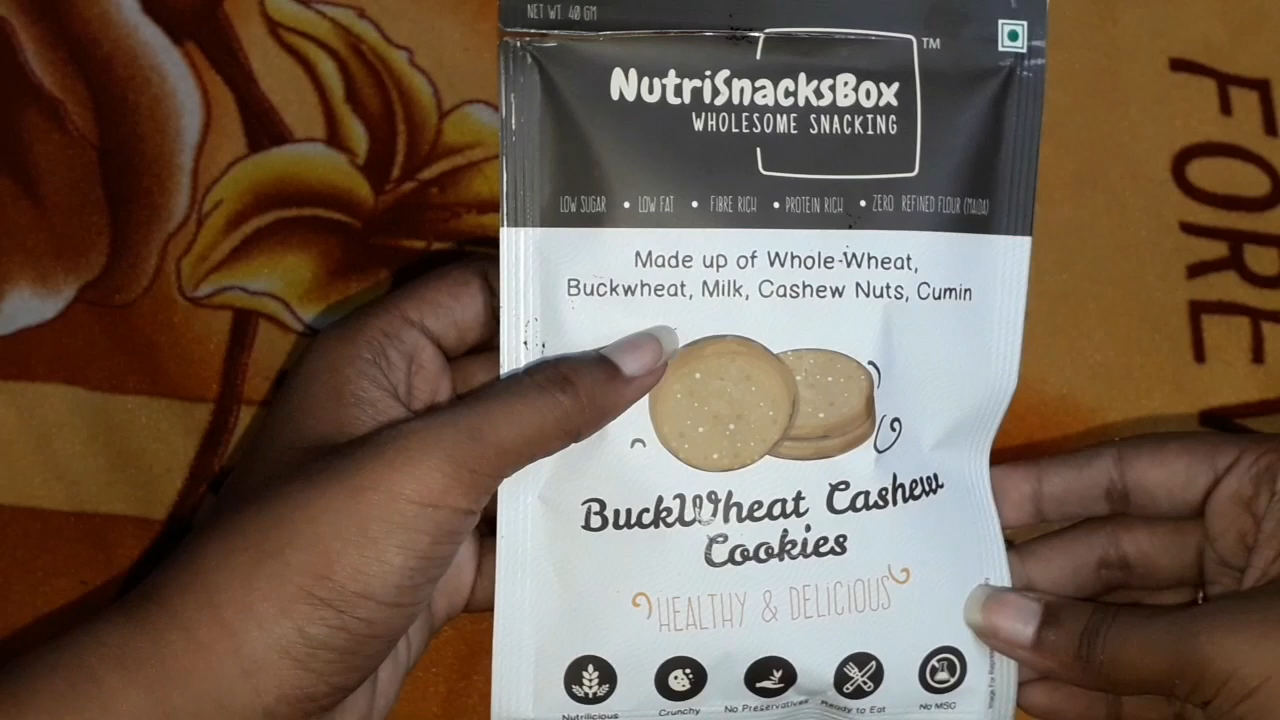 NET WT. 40 GM
NutriSnacksBox
TM
WHOLESOME SNACKING
LOW SUGAR • LOW FAT • FIBRE RICH • PROTEIN RICH • ZERO REFINED FLOUR (MAIDA)
Made up of Whole-Wheat,
Buckwheat, Milk, Cashew Nuts, Cumin
BuckWheat Cashew
Cookies
HEALTHY & DELICIOUS
Nutrilicious Crunchy No Preservatives Ready to Eat No MSG
FORE